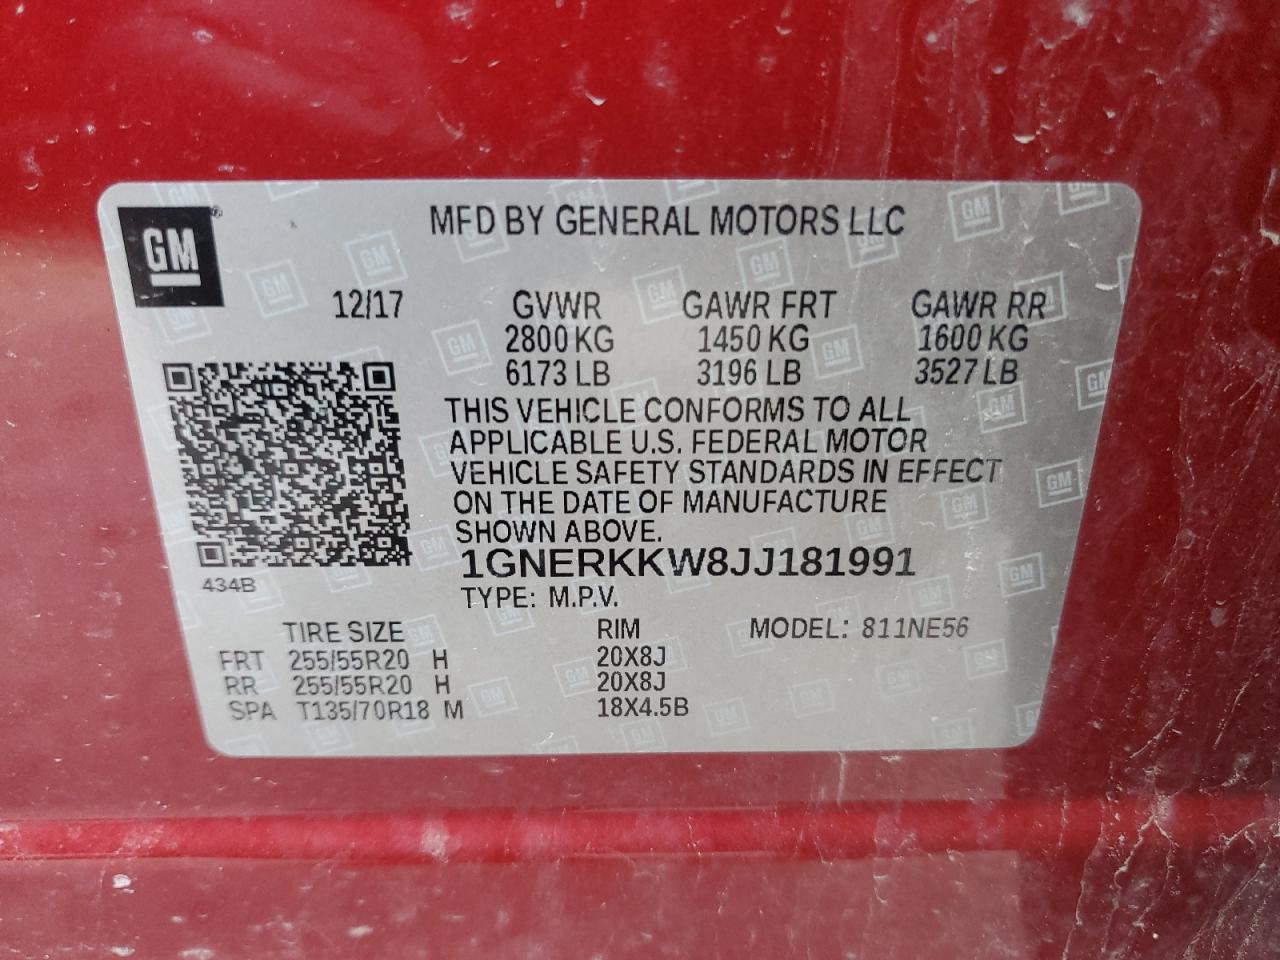 GM
MFD BY GENERAL MOTORS LLC
12/17 GVWR GAWR FRT GAWR RR
2800 KG 1450 KG 1600 KG
6173 LB 3196 LB 3527 LB
THIS VEHICLE CONFORMS TO ALL
APPLICABLE U.S. FEDERAL MOTOR
VEHICLE SAFETY STANDARDS IN EFFECT
ON THE DATE OF MANUFACTURE
SHOWN ABOVE.
1GNERKKW8JJ181991
434B
TYPE: M.P.V.
TIRE SIZE RIM MODEL: 811NE56
FRT 255/55R20 H 20X8J
RR 255/55R20 H 20X8J
SPA T135/70R18 M 18X4.5B